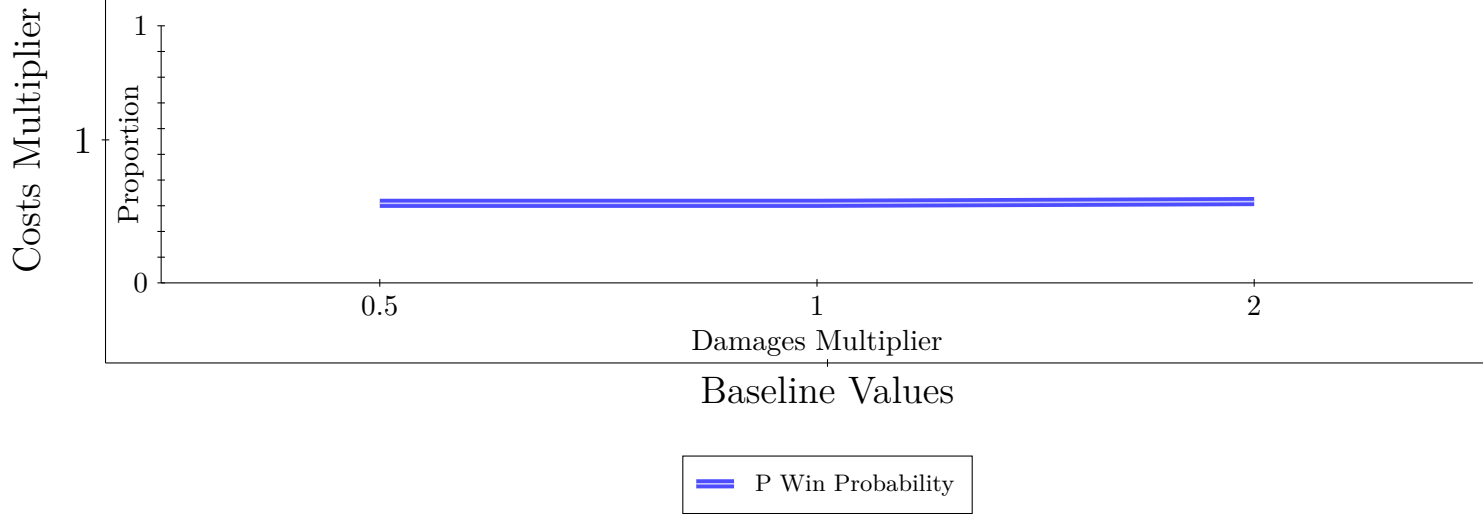 Costs Multiplier
1
Proportion
1
0
0.5
1
2
Damages Multiplier
Baseline Values
P Win Probability